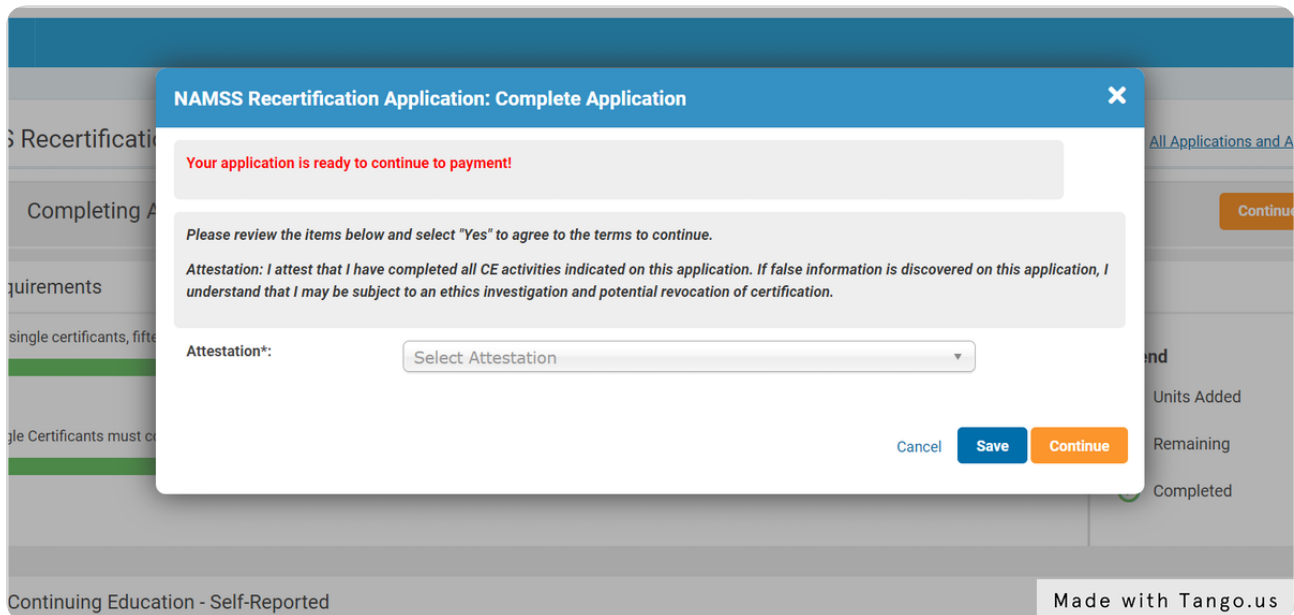 NAMSS Recertification Application: Complete Application
S Recertificati
All Applications and A
Your application is ready to continue to payment!
Completing A
Continue
Please review the items below and select "Yes" to agree to the terms to continue.
Attestation: I attest that I have completed all CE activities indicated on this application. If false information is discovered on this application, I
understand that I may be subject to an ethics investigation and potential revocation of certification.
quirements
single certificants, fifte
Attestation*:
Select Attestation
end
Units Added
gle Certificants must co
Cancel
Save
Continue
Remaining
Completed
Continuing Education - Self-Reported
Made with Tango.us